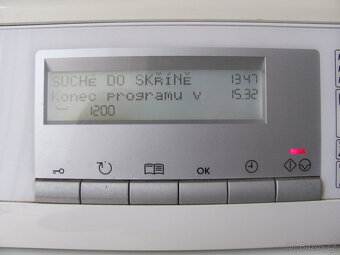 SUCHÉ DO SKŘÍNĚ 13.47
Konec programu v 15.32
1200
OK